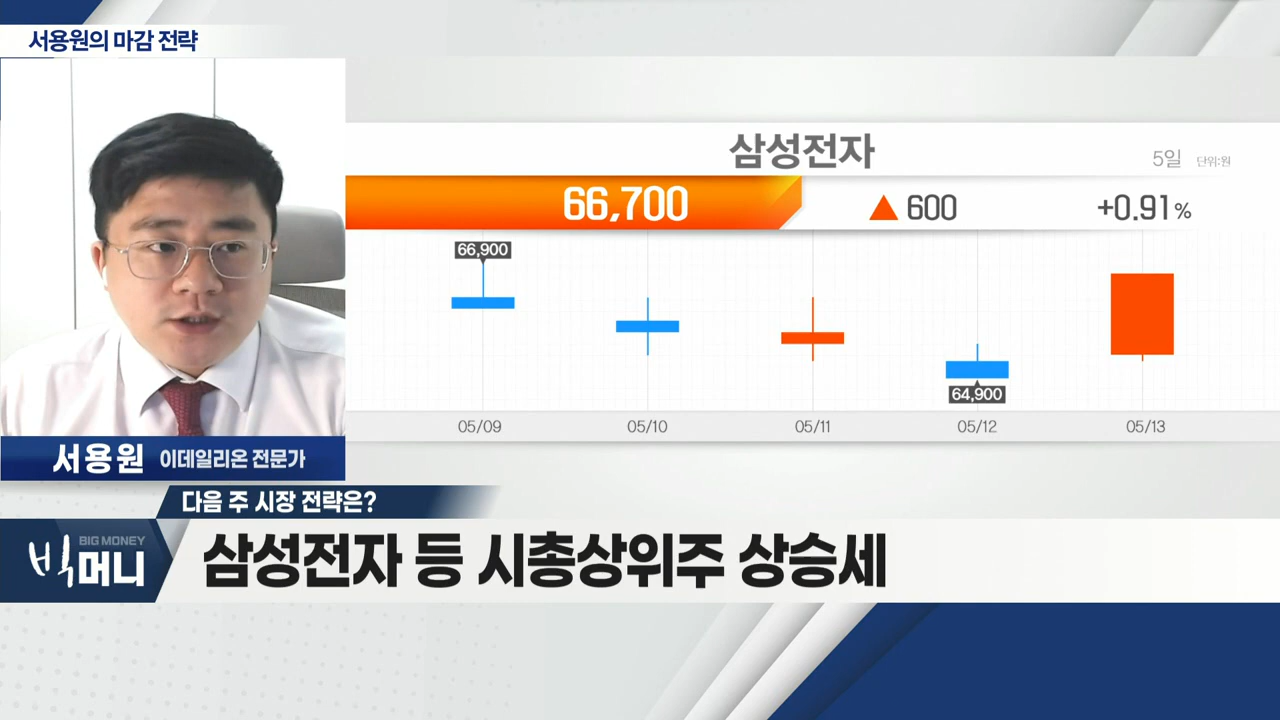 서용원의 마감 전략
삼성전자
5일 단위:원
66,700 ▲ 600 +0.91%
66,900
64,900
05/09 05/10 05/11 05/12 05/13
서용원 이데일리온 전문가
다음 주 시장 전략은?
BIG MONEY
빅머니
삼성전자 등 시총상위주 상승세